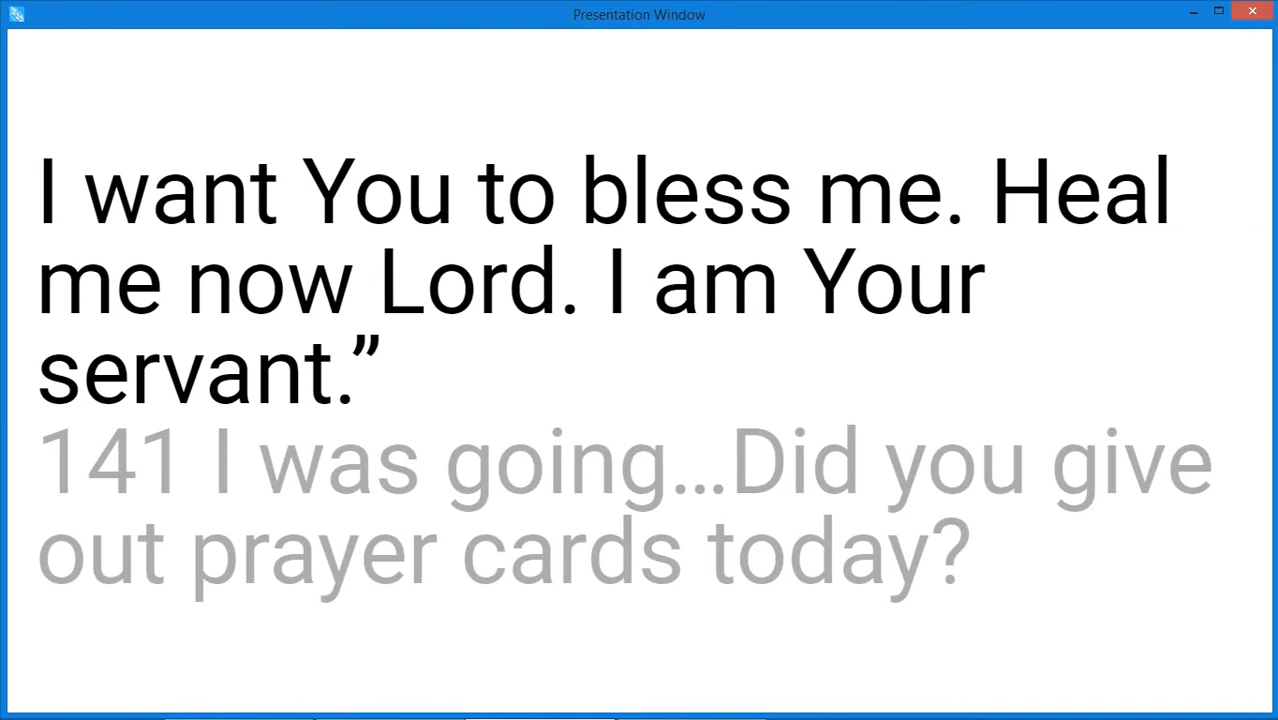 Presentation Window
I want You to bless me. Heal
me now Lord. I am Your
servant.”
141 I was going…Did you give
out prayer cards today?